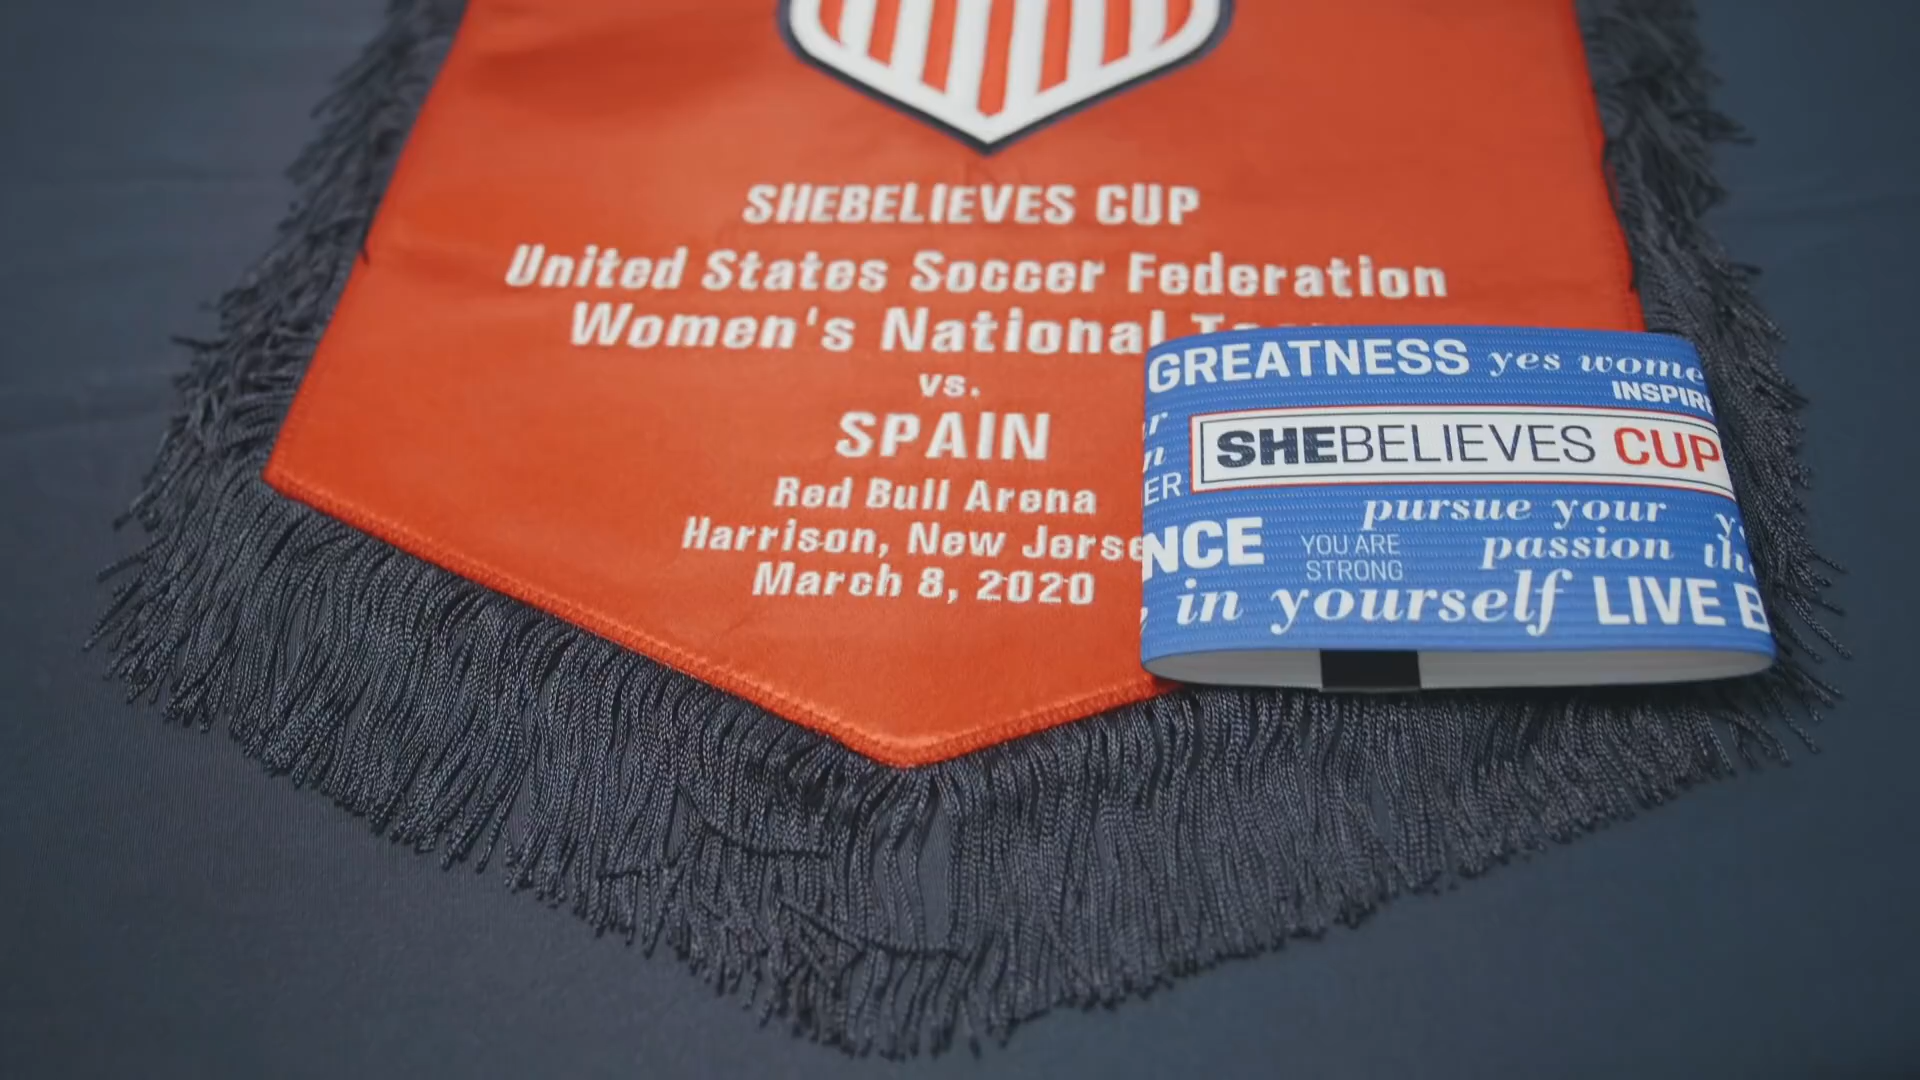 SHEBELIEVES CUP
United States Soccer Federation
Women's National
vs.
SPAIN
Red Bull Arena
Harrison, New Jerse
March 8, 2020
GREATNESS yes wome
INSPIR
SHEBELIEVES CUP
ER
pursue your
NCE YOU ARE passion
STRONG
in yourself LIVE B